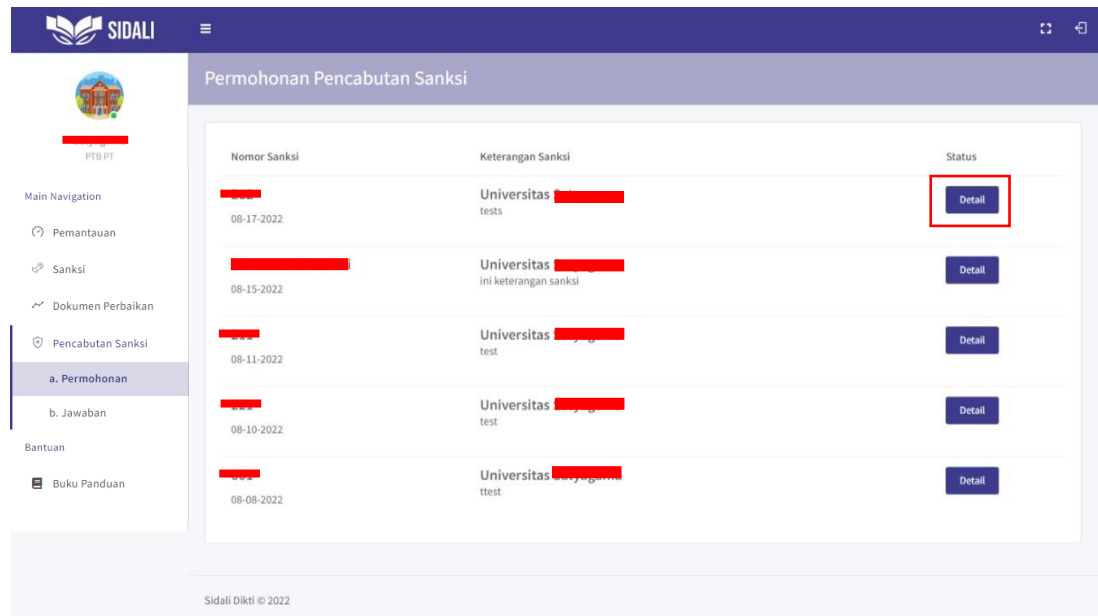 SIDALI
Permohonan Pencabutan Sanksi
PTB PT
Main Navigation
Pemantauan
Sanksi
Dokumen Perbaikan
Pencabutan Sanksi
a. Permohonan
b. Jawaban
Bantuan
Buku Panduan
Nomor Sanksi Keterangan Sanksi Status
Universitas
tests
08-17-2022
Detail
Universitas
ini keterangan sanksi
08-15-2022
Detail
Universitas
test
08-11-2022
Detail
Universitas
test
08-10-2022
Detail
Universitas
ttest
08-08-2022
Detail
Sidali Dikti © 2022